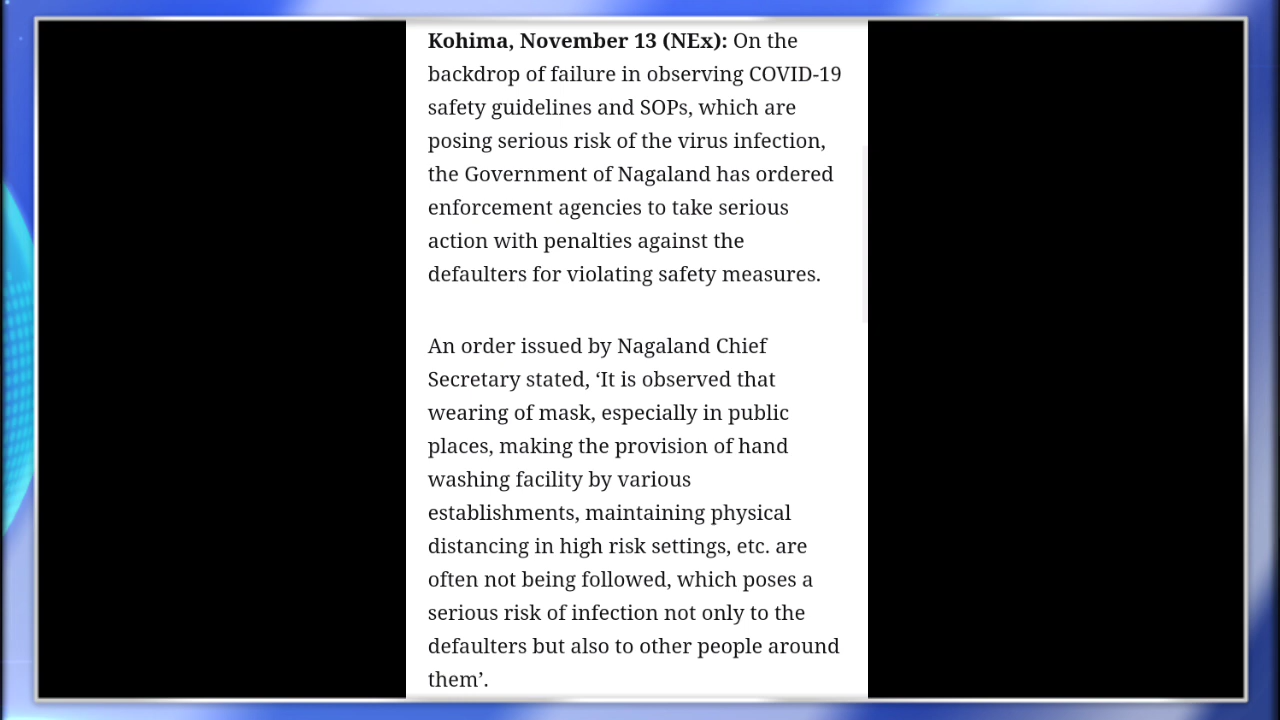 Kohima, November 13 (NEx): On the
backdrop of failure in observing COVID-19
safety guidelines and SOPs, which are
posing serious risk of the virus infection,
the Government of Nagaland has ordered
enforcement agencies to take serious
action with penalties against the
defaulters for violating safety measures.
An order issued by Nagaland Chief
Secretary stated, ‘It is observed that
wearing of mask, especially in public
places, making the provision of hand
washing facility by various
establishments, maintaining physical
distancing in high risk settings, etc. are
often not being followed, which poses a
serious risk of infection not only to the
defaulters but also to other people around
them’.